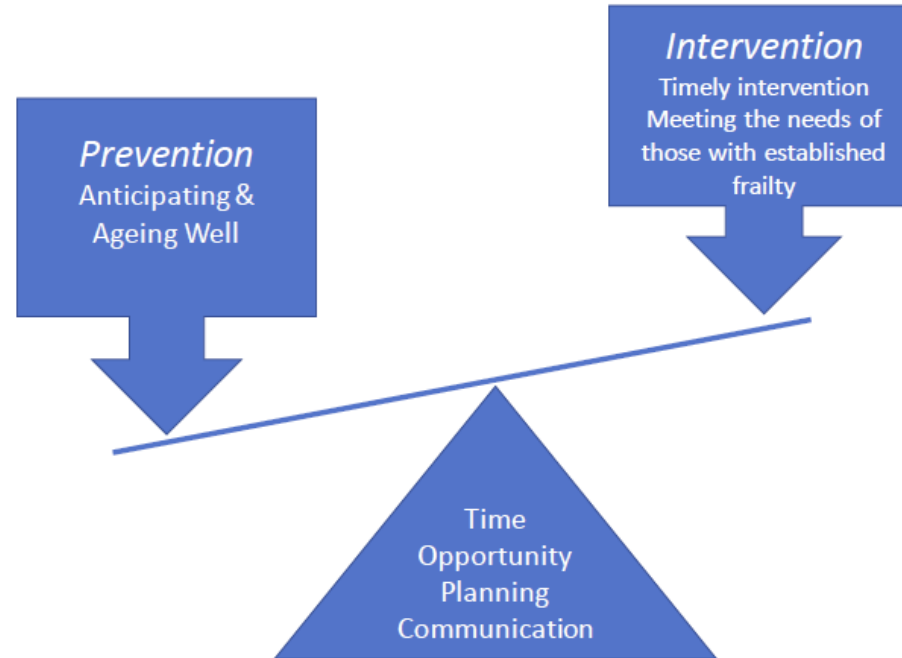 Prevention
Anticipating &
Ageing Well
Intervention
Timely intervention
Meeting the needs of
those with established
frailty
Time
Opportunity
Planning
Communication